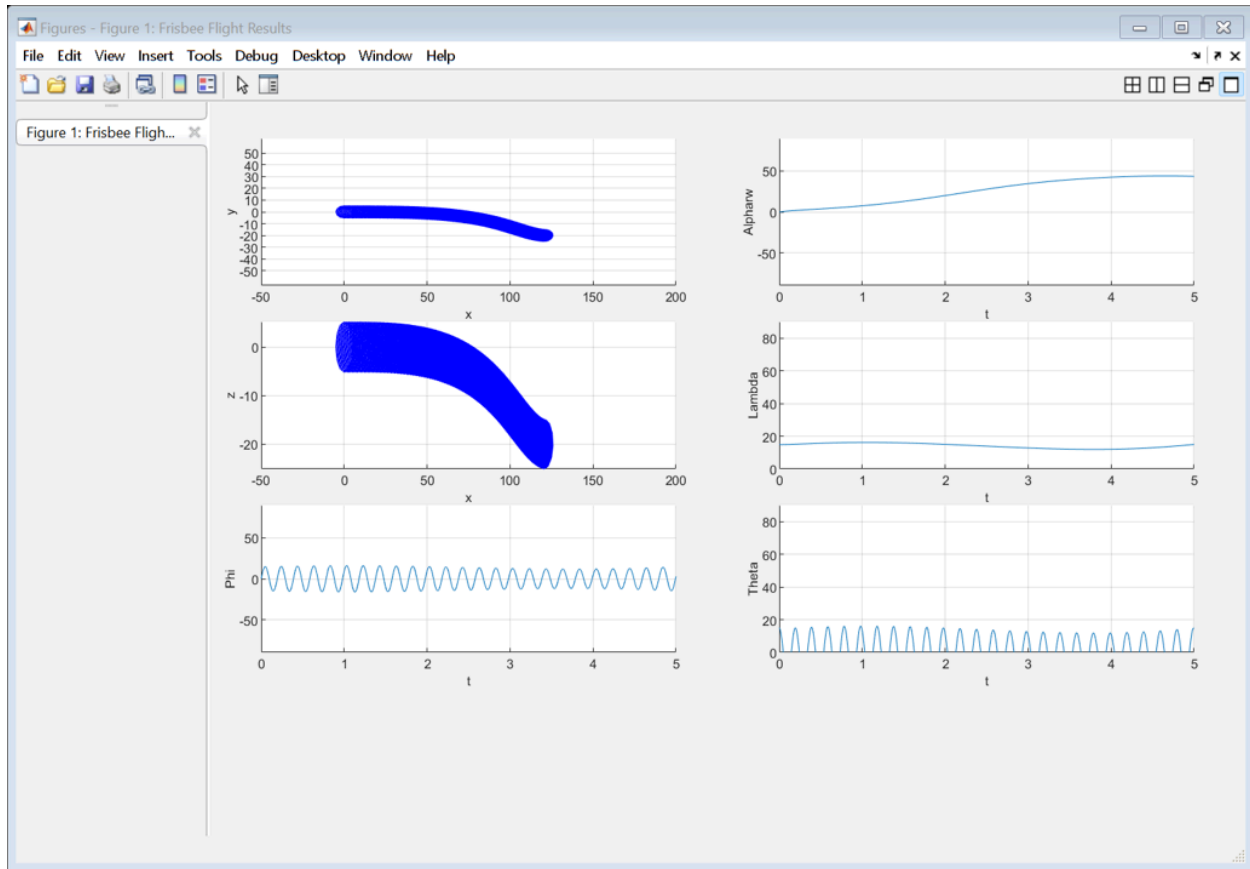 Figures - Figure 1: Frisbee Flight Results
File Edit View Insert Tools Debug Desktop Window Help
Figure 1: Frisbee Fligh...
50
40
30
20
10
0
-10
-20
-30
-40
-50
y
-50 0 50 100 150 200
x
50
0
-50
Alpharw
0 1 2 3 4 5
t
0
-10
-20
z
-50 0 50 100 150 200
x
80
60
40
20
0
Lambda
0 1 2 3 4 5
t
50
0
-50
Phi
0 1 2 3 4 5
t
80
60
40
20
0
Theta
0 1 2 3 4 5
t